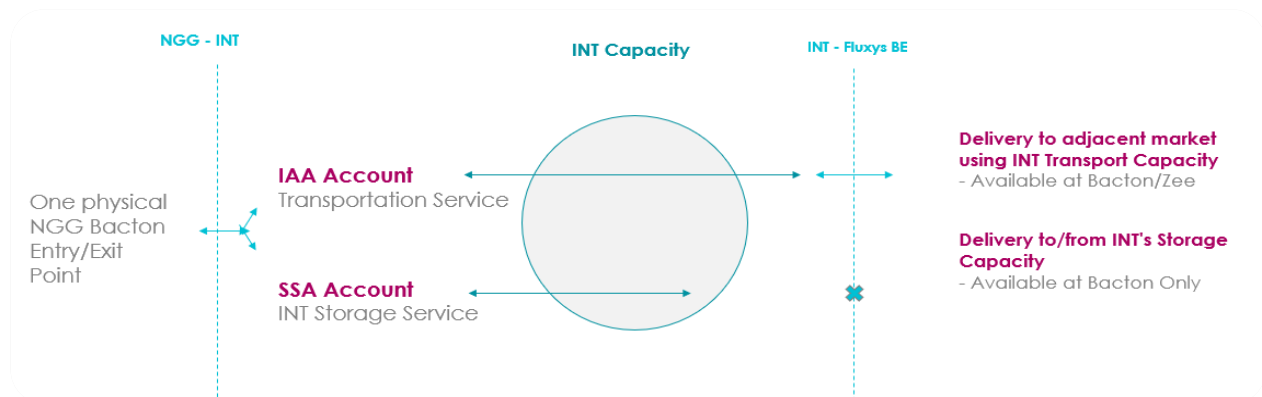 NGG - INT
INT Capacity
INT - Fluxys BE
One physical
NGG Bacton
Entry/Exit
Point
IAA Account
Transportation Service
SSA Account
INT Storage Service
Delivery to adjacent market
using INT Transport Capacity
- Available at Bacton/Zee
Delivery to/from INT's Storage
Capacity
- Available at Bacton Only